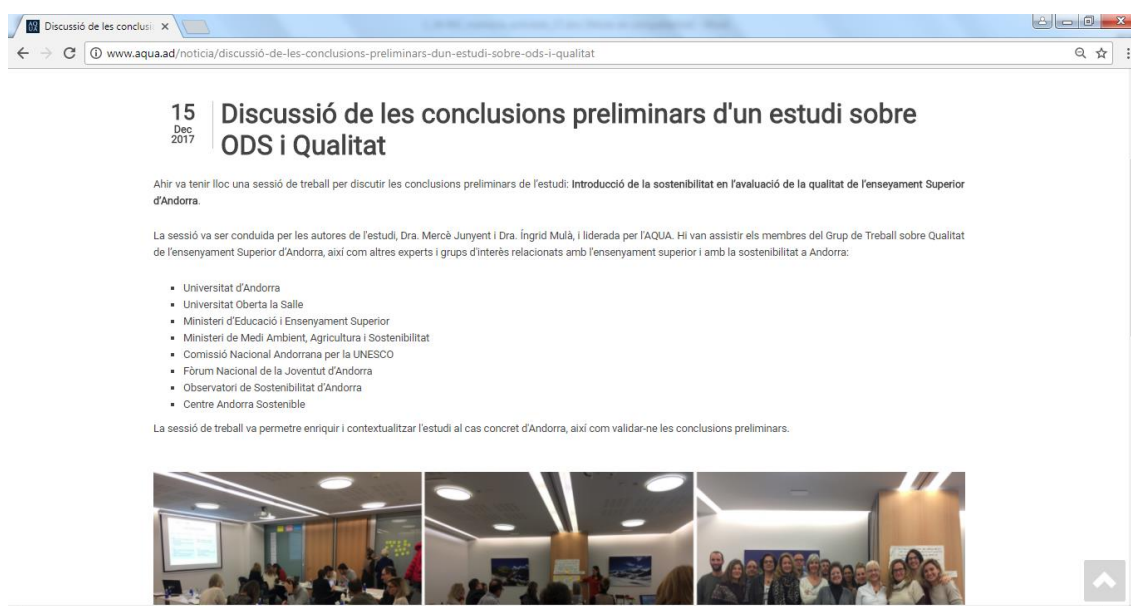 Discussió de les conclusi
www.aqua.ad/noticia/discussió-de-les-conclusions-preliminars-dun-estudi-sobre-ods-i-qualitat
15
Dec
2017
Discussió de les conclusions preliminars d'un estudi sobre
ODS i Qualitat
Ahir va tenir lloc una sessió de treball per discutir les conclusions preliminars de l'estudi: Introducció de la sostenibilitat en l'avaluació de la qualitat de l'enseyament Superior
d'Andorra.
La sessió va ser conduida per les autores de l'estudi, Dra. Mercè Junyent i Dra. Íngrid Mulà, i liderada per l'AQUA. Hi van assistir els membres del Grup de Treball sobre Qualitat
de l'ensenyament Superior d'Andorra, així com altres experts i grups d'interès relacionats amb l'ensenyament superior i amb la sostenibilitat a Andorra:
▪ Universitat d'Andorra
▪ Universitat Oberta la Salle
▪ Ministeri d'Educació i Ensenyament Superior
▪ Ministeri de Medi Ambient, Agricultura i Sostenibilitat
▪ Comissió Nacional Andorrana per la UNESCO
▪ Fòrum Nacional de la Joventut d'Andorra
▪ Observatori de Sostenibilitat d'Andorra
▪ Centre Andorra Sostenible
La sessió de treball va permetre enriquir i contextualitzar l'estudi al cas concret d'Andorra, així com validar-ne les conclusions preliminars.